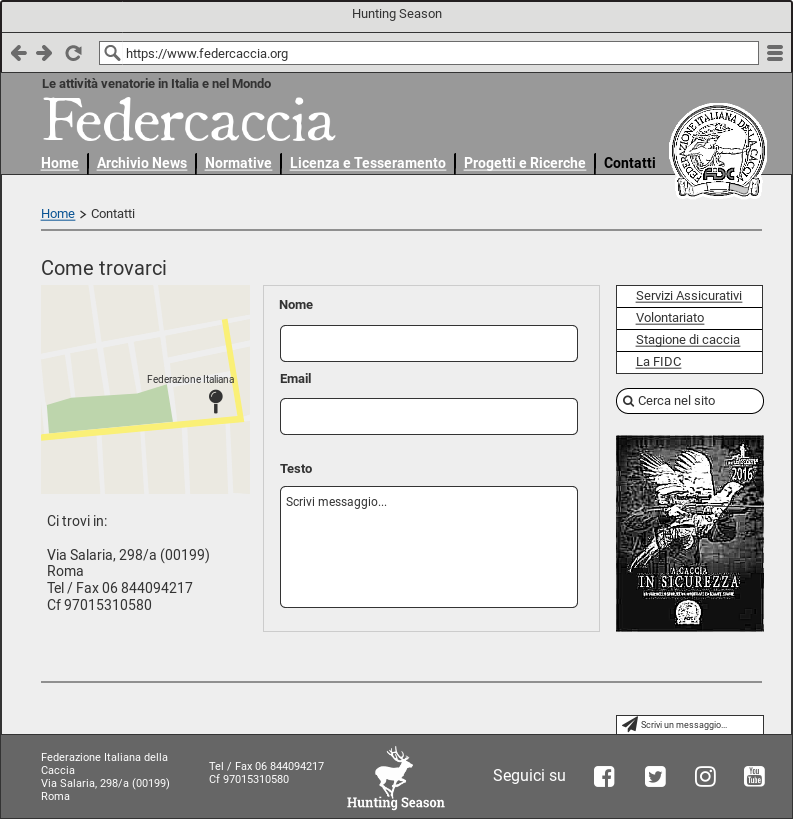 Hunting Season
https://www.federcaccia.org
Le attività venatorie in Italia e nel Mondo
Federcaccia
Home
Archivio News
Normative
Licenza e Tesseramento
Progetti e Ricerche
Contatti
FEDERAZIONE ITALIANA DELLA CACCIA
FIDC
Home > Contatti
Come trovarci
Federazione Italiana
Ci trovi in:
Via Salaria, 298/a (00199)
Roma
Tel / Fax 06 844094217
Cf 97015310580
Nome
Email
Testo
Scrivi messaggio...
Servizi Assicurativi
Volontariato
Stagione di caccia
La FIDC
Cerca nel sito
2016
A CACCIA
IN SICUREZZA
Scrivi un messaggio...
Federazione Italiana della
Caccia
Via Salaria, 298/a (00199)
Roma
Tel / Fax 06 844094217
Cf 97015310580
Hunting Season
Seguici su
You
Tube